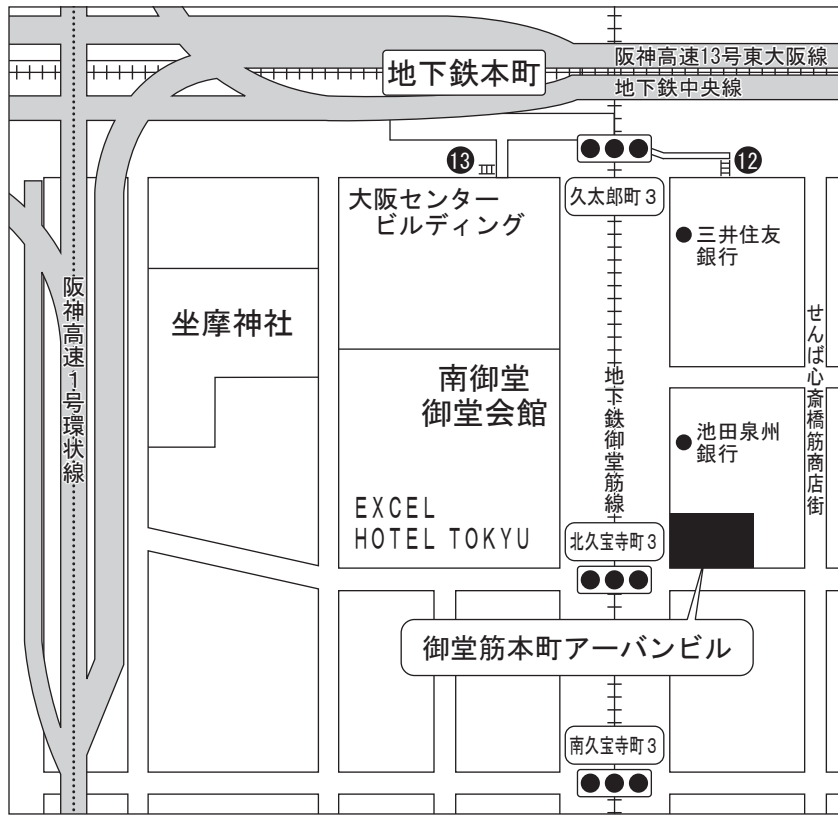 阪神高速13号東大阪線
地下鉄本町
地下鉄中央線
13
12
大阪センター
ビルディング
久太郎町3
三井住友
銀行
阪神高速1号環状線
坐摩神社
せんば心斎橋筋商店街
南御堂
御堂会館
地下鉄御堂筋線
池田泉州
銀行
EXCEL
HOTEL TOKYU
北久宝寺町3
御堂筋本町アーバンビル
南久宝寺町3